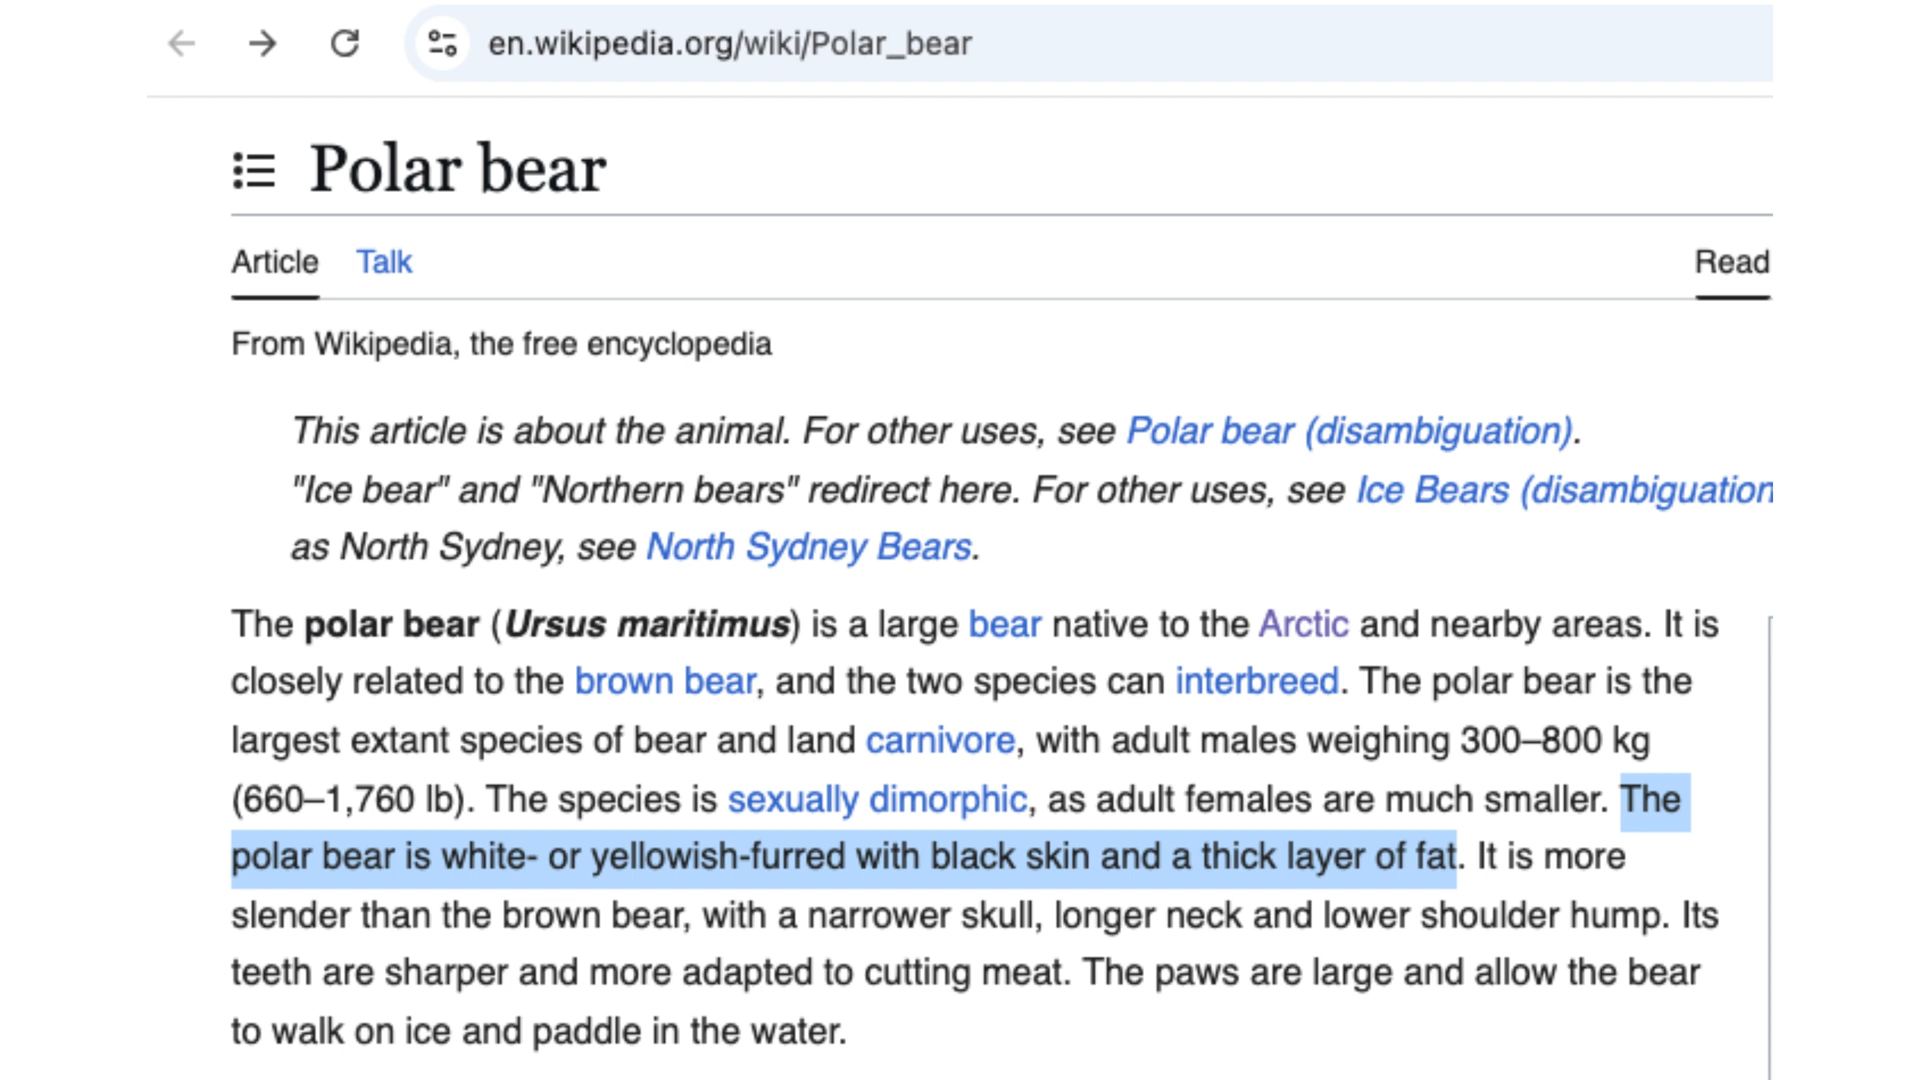 en.wikipedia.org/wiki/Polar_bear
Polar bear
Article Talk Read
From Wikipedia, the free encyclopedia
This article is about the animal. For other uses, see Polar bear (disambiguation).
"Ice bear" and "Northern bears" redirect here. For other uses, see Ice Bears (disambiguation
as North Sydney, see North Sydney Bears.
The polar bear (Ursus maritimus) is a large bear native to the Arctic and nearby areas. It is
closely related to the brown bear, and the two species can interbreed. The polar bear is the
largest extant species of bear and land carnivore, with adult males weighing 300–800 kg
(660–1,760 lb). The species is sexually dimorphic, as adult females are much smaller. The
polar bear is white- or yellowish-furred with black skin and a thick layer of fat. It is more
slender than the brown bear, with a narrower skull, longer neck and lower shoulder hump. Its
teeth are sharper and more adapted to cutting meat. The paws are large and allow the bear
to walk on ice and paddle in the water.